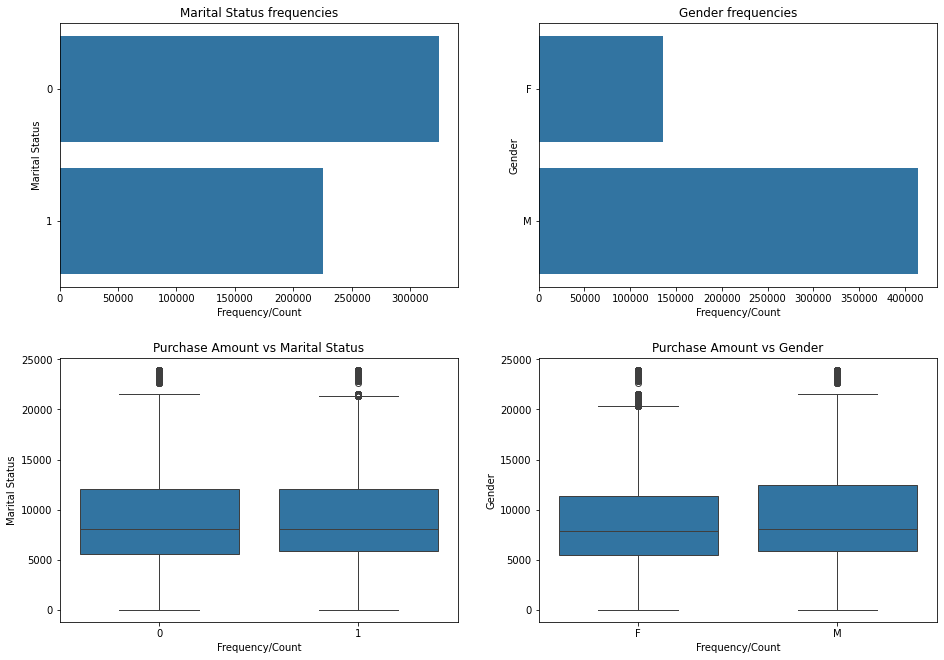 Marital Status frequencies
Marital Status
0
1
0 50000 100000 150000 200000 250000 300000
Frequency/Count
Gender frequencies
Gender
F
M
0 50000 100000 150000 200000 250000 300000 350000 400000
Frequency/Count
Purchase Amount vs Marital Status
Marital Status
25000
20000
15000
10000
5000
0
0 1
Frequency/Count
Purchase Amount vs Gender
Gender
25000
20000
15000
10000
5000
0
F M
Frequency/Count